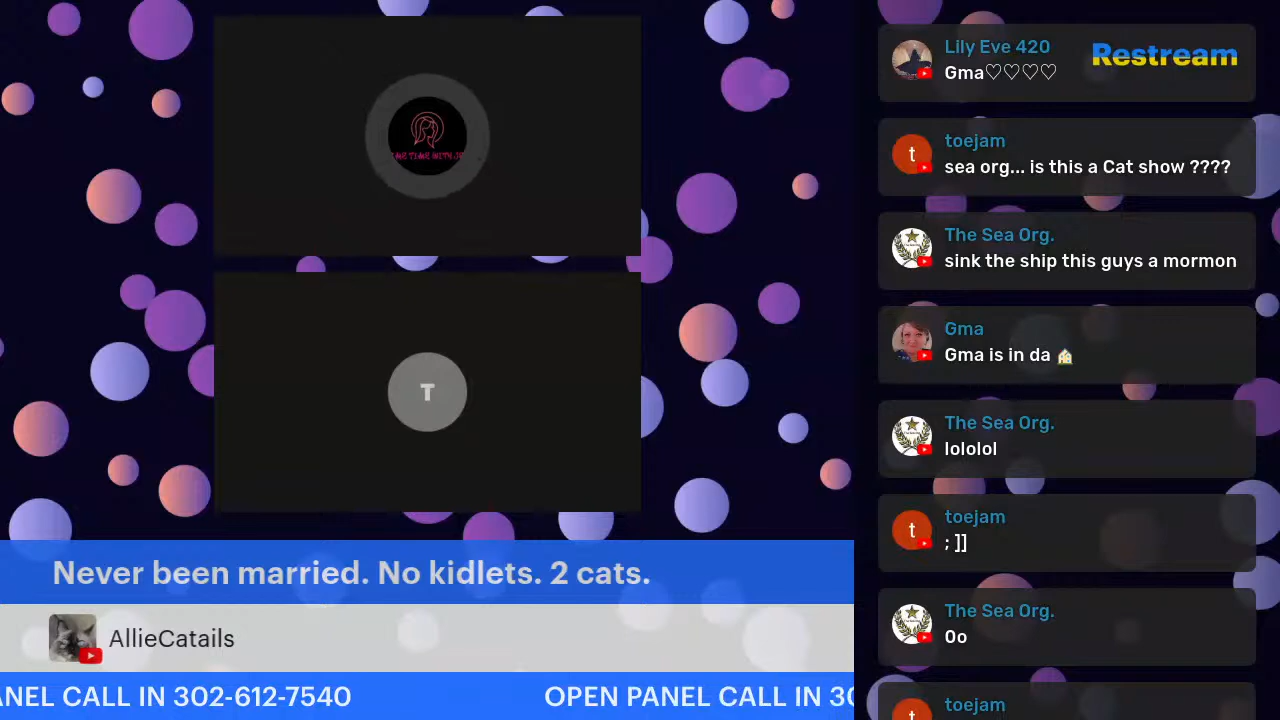 T
Never been married. No kidlets. 2 cats.
AllieCatails
ANEL CALL IN 302-612-7540 OPEN PANEL CALL IN 30
Restream
Lily Eve 420
Gma♡♡♡♡
t
toejam
sea org... is this a Cat show ????
The Sea Org.
sink the ship this guys a mormon
Gma
Gma is in da 🏠
The Sea Org.
lololol
t
toejam
; ]]
The Sea Org.
Oo
t
toejam